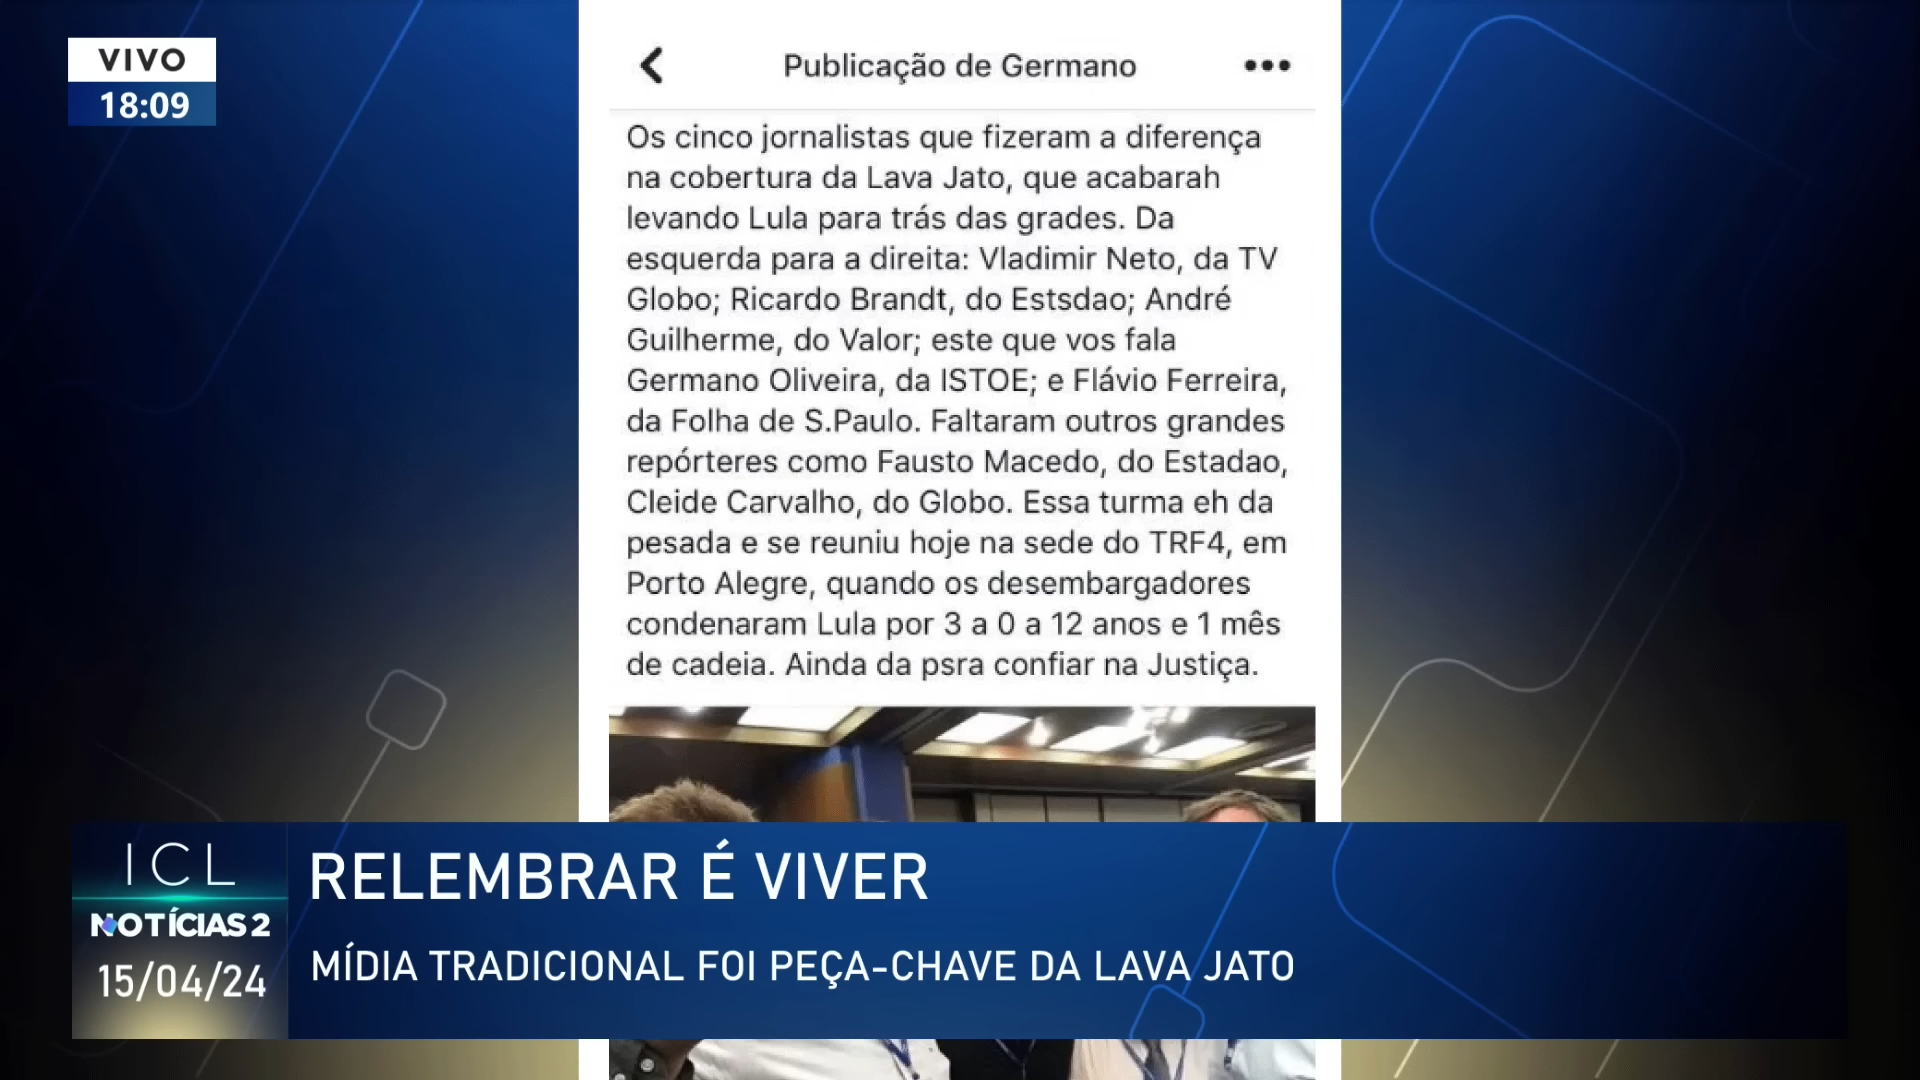 VIVO
18:09
Publicação de Germano
Os cinco jornalistas que fizeram a diferença
na cobertura da Lava Jato, que acabarah
levando Lula para trás das grades. Da
esquerda para a direita: Vladimir Neto, da TV
Globo; Ricardo Brandt, do Estsdao; André
Guilherme, do Valor; este que vos fala
Germano Oliveira, da ISTOE; e Flávio Ferreira,
da Folha de S.Paulo. Faltaram outros grandes
repórteres como Fausto Macedo, do Estadao,
Cleide Carvalho, do Globo. Essa turma eh da
pesada e se reuniu hoje na sede do TRF4, em
Porto Alegre, quando os desembargadores
condenaram Lula por 3 a 0 a 12 anos e 1 mês
de cadeia. Ainda da psra confiar na Justiça.
ICL
NOTÍCIAS 2
15/04/24
RELEMBRAR É VIVER
MÍDIA TRADICIONAL FOI PEÇA-CHAVE DA LAVA JATO